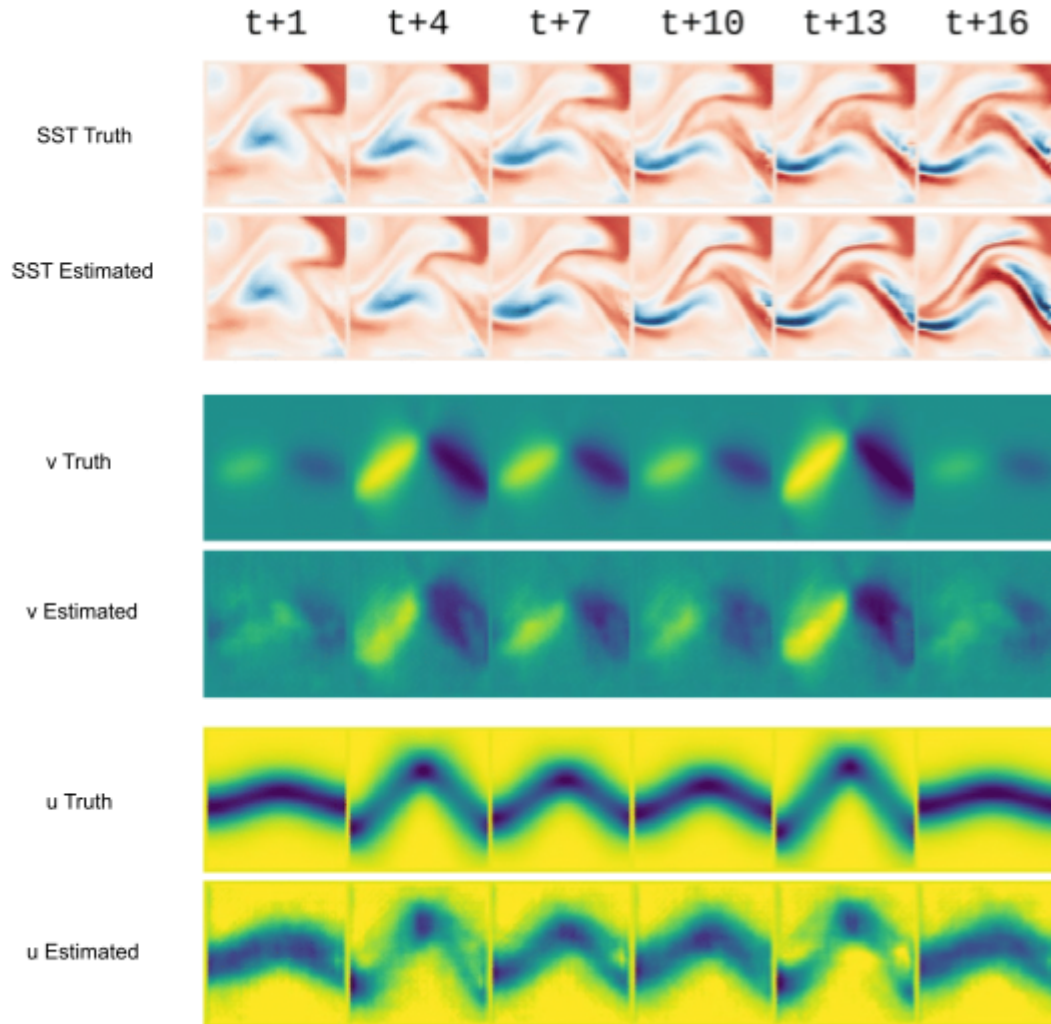 t+1 t+4 t+7 t+10 t+13 t+16
SST Truth
SST Estimated
v Truth
v Estimated
u Truth
u Estimated